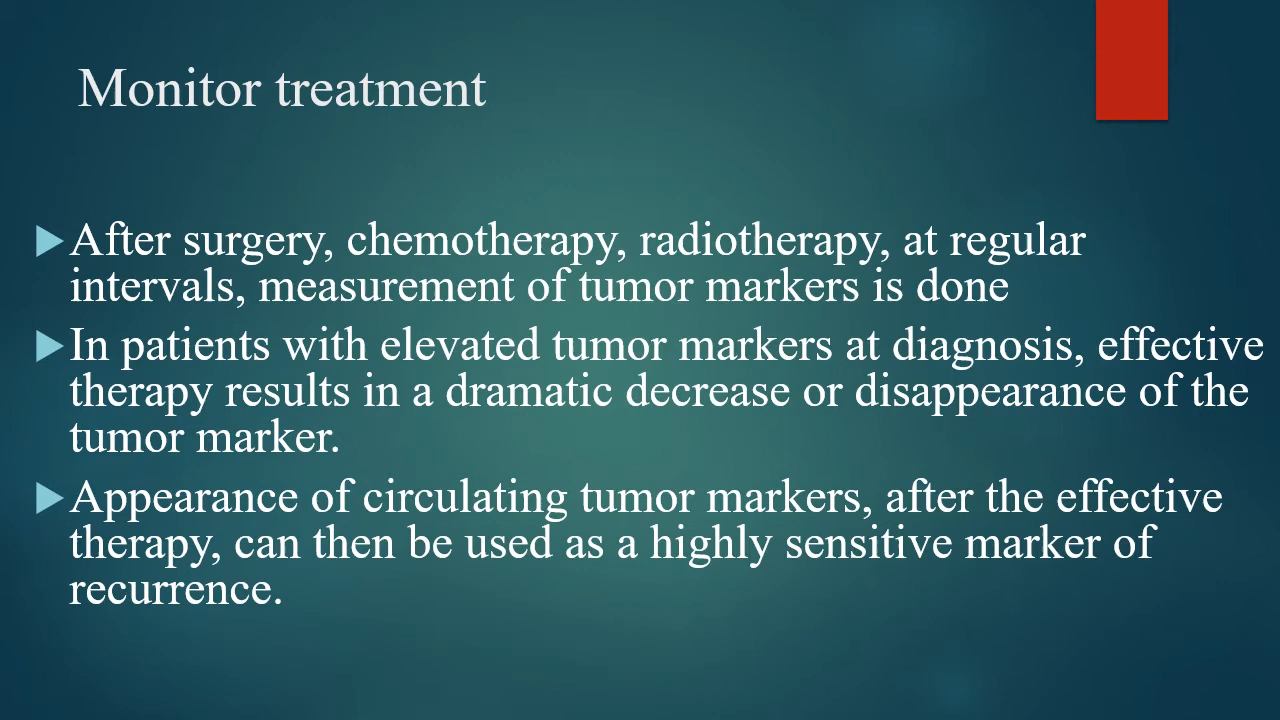 Monitor treatment
After surgery, chemotherapy, radiotherapy, at regular
intervals, measurement of tumor markers is done
In patients with elevated tumor markers at diagnosis, effective
therapy results in a dramatic decrease or disappearance of the
tumor marker.
Appearance of circulating tumor markers, after the effective
therapy, can then be used as a highly sensitive marker of
recurrence.